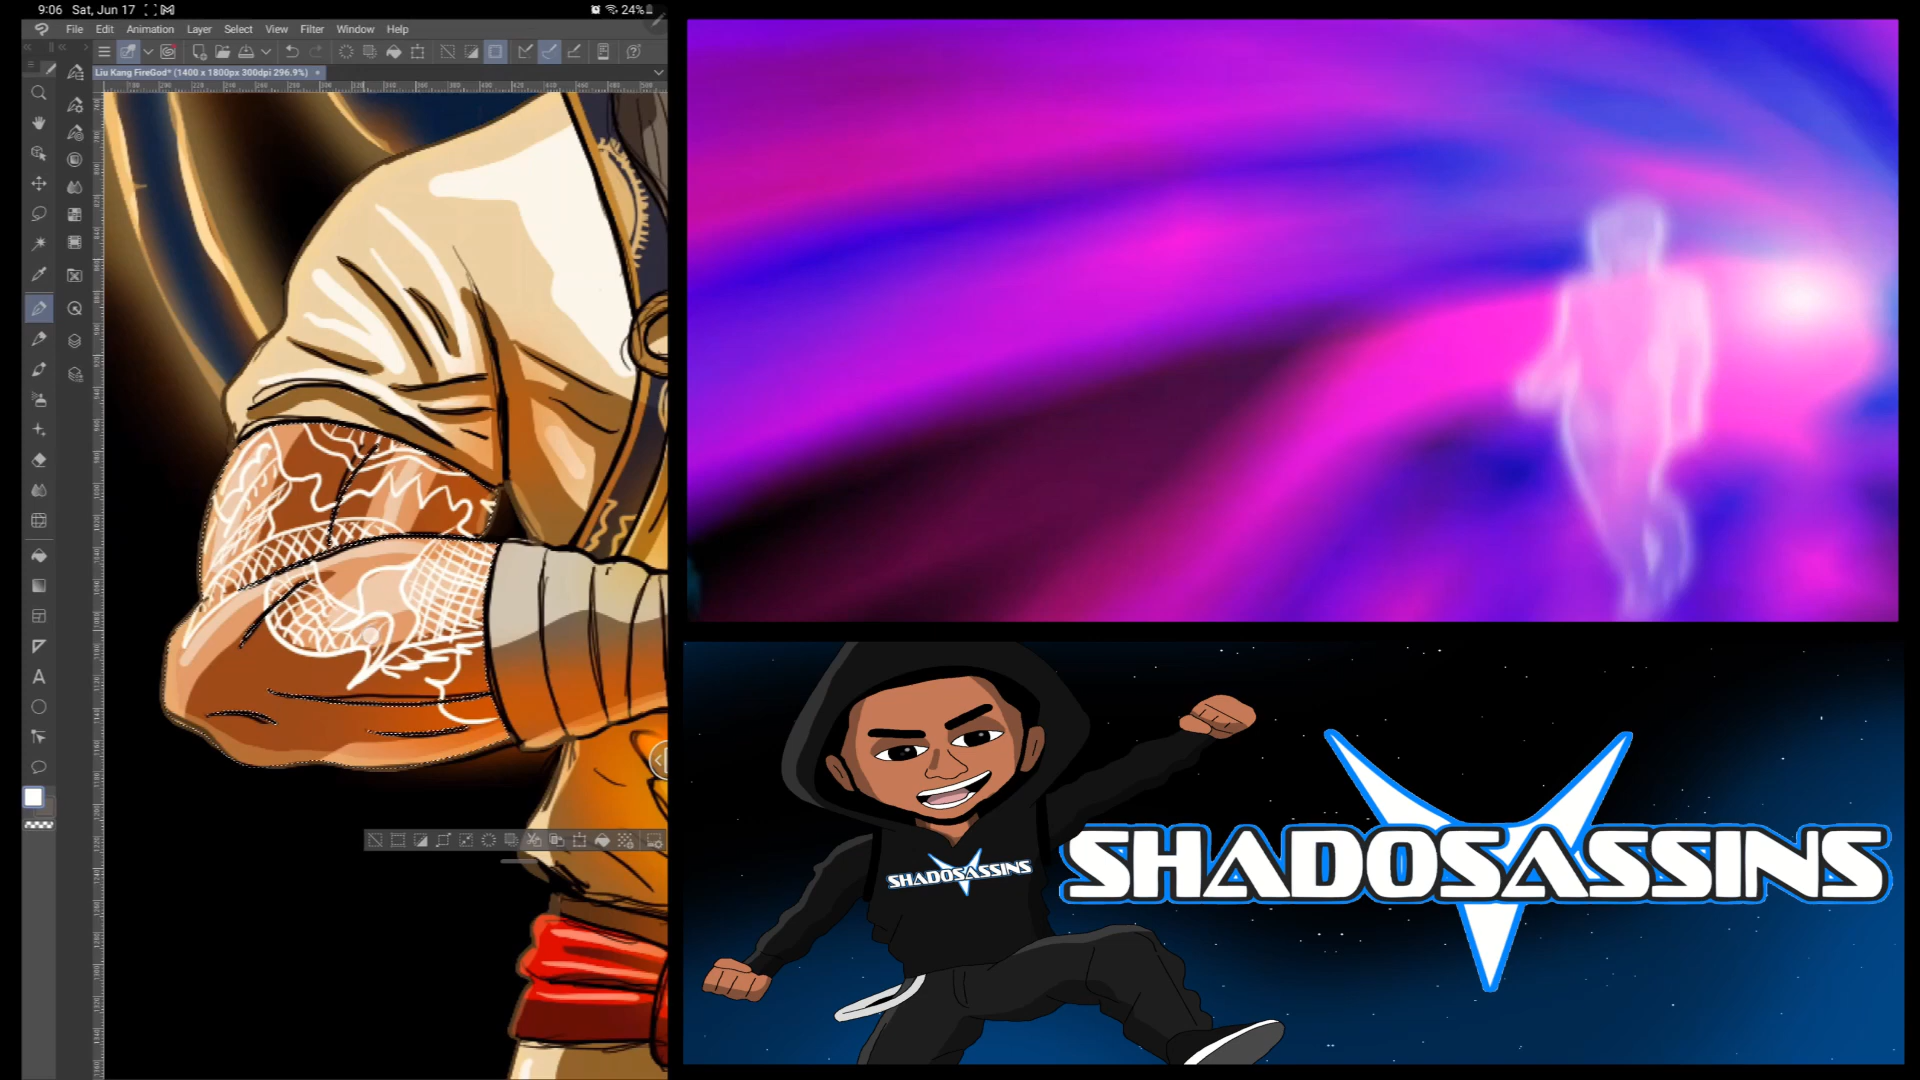 9:06 Sat, Jun 17
24%
File Edit Animation Layer Select View Filter Window Help
Liu Kang FireGod* (1400 x 1800px 300dpi 296.9%)
A
SHADOSASSINS
SHADOSASSINS